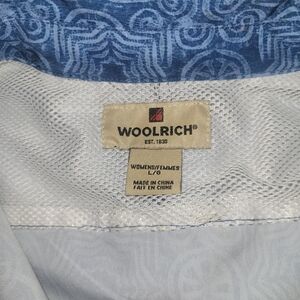 WOOLRICH®
EST. 1830
WOMENS/FEMMES
L/G
MADE IN CHINA
FAIT EN CHINE